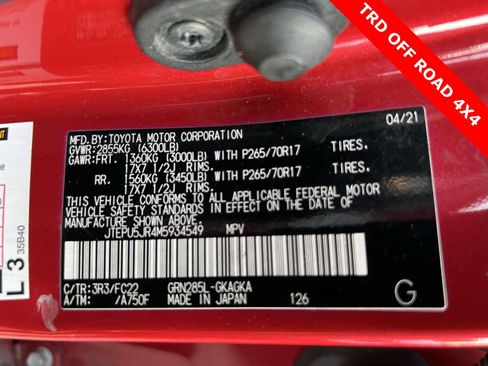 TRD OFF ROAD 4X4
MFD.BY:TOYOTA MOTOR CORPORATION 04/21
GVWR:2855KG (6300LB)
GAWR:FRT. 1360KG (3000LB) WITH P265/70R17 TIRES,
17X7 1/2J RIMS,
RR. 1560KG (3450LB) WITH P265/70R17 TIRES,
17X7 1/2J RIMS,
THIS VEHICLE CONFORMS TO ALL APPLICABLE FEDERAL MOTOR
VEHICLE SAFETY STANDARDS IN EFFECT ON THE DATE OF
MANUFACTURE SHOWN ABOVE.
JTEPU5JR4M5934549 MPV
C/TR:3R3/FC22 GRN285L-GKAGKA
A/TM: /A750F MADE IN JAPAN 126 G
L 3
35B40